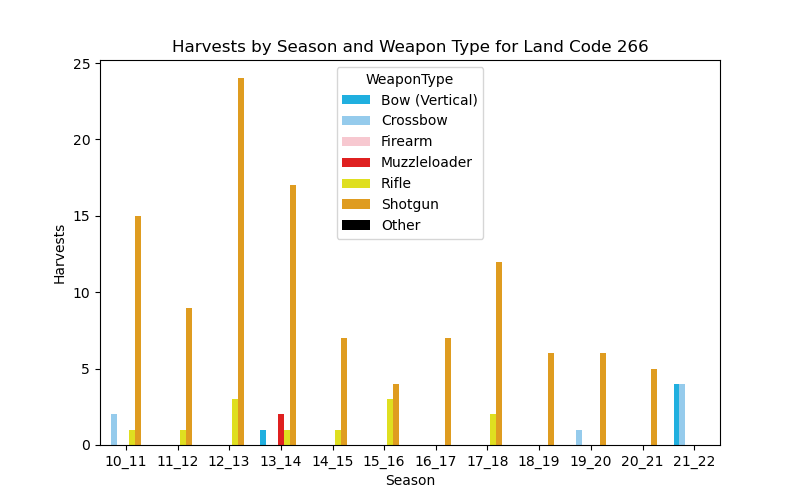 Harvests by Season and Weapon Type for Land Code 266
25
20
15
10
5
0
Harvests
WeaponType
Bow (Vertical)
Crossbow
Firearm
Muzzleloader
Rifle
Shotgun
Other
10_11 11_12 12_13 13_14 14_15 15_16 16_17 17_18 18_19 19_20 20_21 21_22
Season